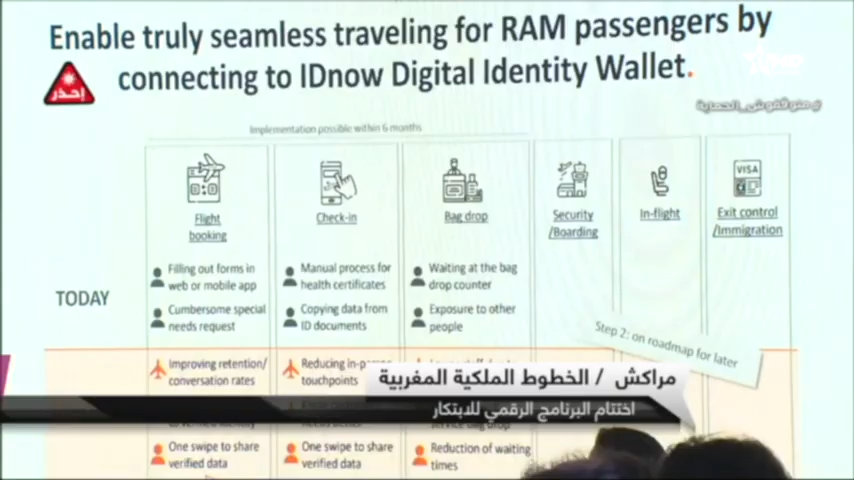 Enable truly seamless traveling for RAM passengers by
connecting to IDnow Digital Identity Wallet.
إحذر
Implementation possible within 6 months
Flight
booking
Check-in
Bag drop
Security
/Boarding
In-flight
VISA
Exit control
/Immigration
TODAY
Filling out forms in
web or mobile app
Cumbersome special
needs request
Manual process for
health certificates
Copying data from
ID documents
Waiting at the bag
drop counter
Exposure to other
people
Step 2: on roadmap for later
Improving retention/
conversation rates
Reducing in-person
touchpoints
مراكش / الخطوط الملكية المغربية
اختتام البرنامج الرقمي للابتكار
One swipe to share
verified data
One swipe to share
verified data
Reduction of waiting
times